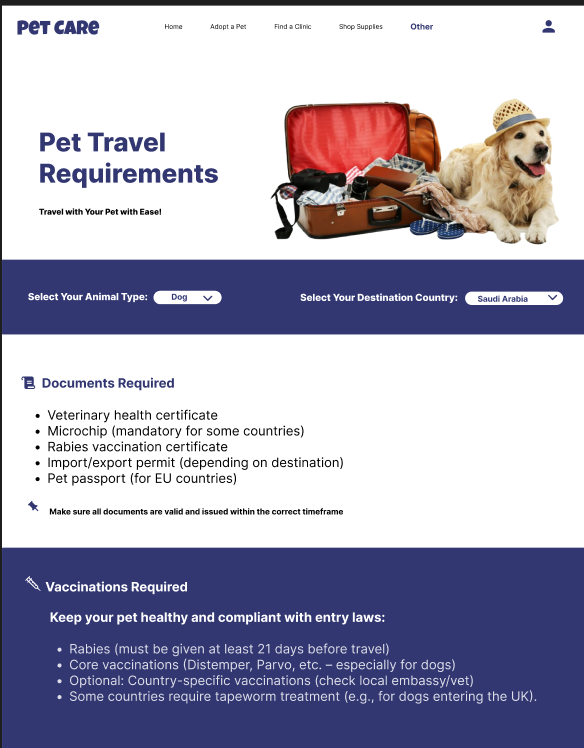 Pet Care
Home Adopt a Pet Find a Clinic Shop Supplies Other
Pet Travel
Requirements
Travel with Your Pet with Ease!
Select Your Animal Type: Dog
Select Your Destination Country: Saudi Arabia
Documents Required
• Veterinary health certificate
• Microchip (mandatory for some countries)
• Rabies vaccination certificate
• Import/export permit (depending on destination)
• Pet passport (for EU countries)
Make sure all documents are valid and issued within the correct timeframe
Vaccinations Required
Keep your pet healthy and compliant with entry laws:
• Rabies (must be given at least 21 days before travel)
• Core vaccinations (Distemper, Parvo, etc. – especially for dogs)
• Optional: Country-specific vaccinations (check local embassy/vet)
• Some countries require tapeworm treatment (e.g., for dogs entering the UK).